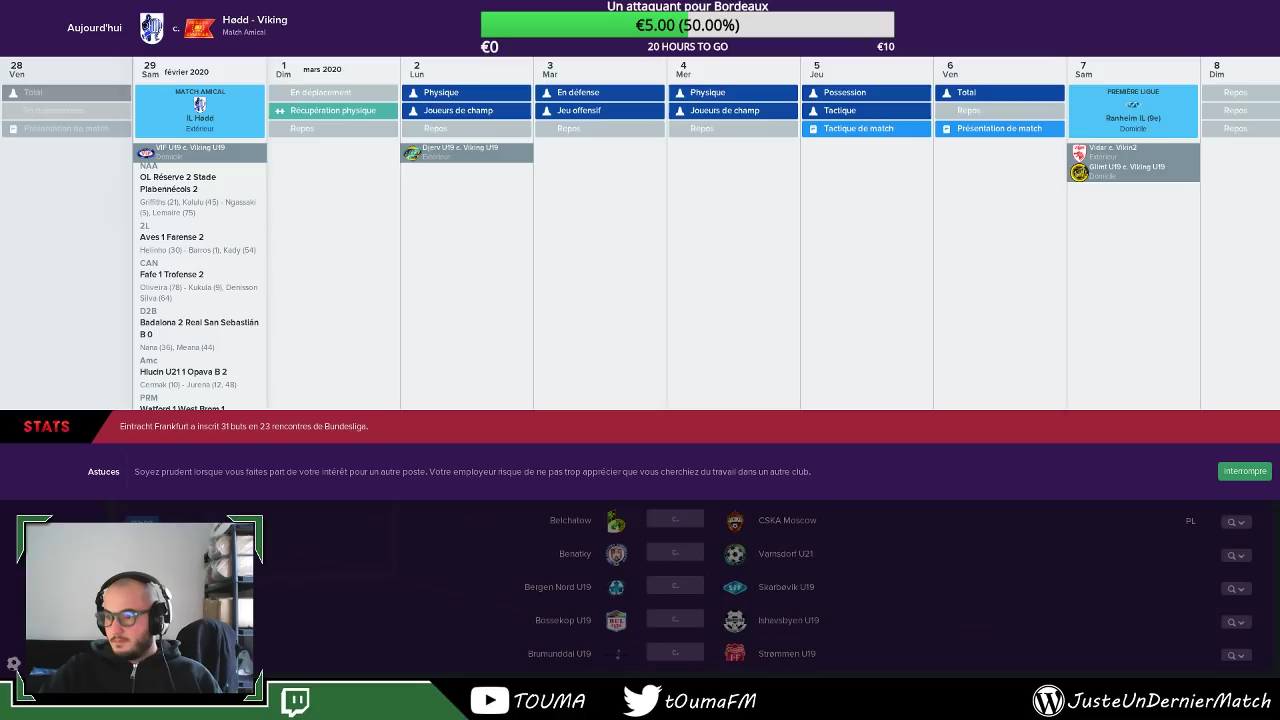 Un attaquant pour Bordeaux
€5.00 (50.00%)
€0
20 HOURS TO GO
€10
Aujourd'hui
c.
Hødd - Viking
Match Amical
28
Ven
29
Sam
février 2020
1
Dim
mars 2020
2
Lun
3
Mar
4
Mer
5
Jeu
6
Ven
7
Sam
8
Dim
Total
Présentation de match
MATCH AMICAL
IL Hødd
Extérieur
VIF U19 c. Viking U19
Domicile
NAA
OL Réserve 2 Stade
Plabennécois 2
Griffiths (21), Kalulu (45) - Ngassaki
(5), Lemaire (75)
2L
Aves 1 Farense 2
Helinho (30) - Barros (1), Kady (54)
CAN
Fafe 1 Trofense 2
Oliveira (78) - Kukula (9), Denisson
Silva (64)
D2B
Badalona 2 Real San Sebastián
B 0
Nana (36), Meana (44)
Amc
Hlucin U21 1 Opava B 2
Cermak (10) - Jurena (12, 48)
PRM
Watford 1 West Brom 1
En déplacement
Récupération physique
Repos
Physique
Joueurs de champ
Repos
Djerv U19 c. Viking U19
Extérieur
En défense
Jeu offensif
Repos
Physique
Joueurs de champ
Repos
Possession
Tactique
Tactique de match
Total
Repos
Présentation de match
PREMIÈRE LIGUE
Ranheim IL (9e)
Domicile
Vidar c. Vikin2
Extérieur
Glimt U19 c. Viking U19
Domicile
Repos
Repos
Repos
STATS
Eintracht Frankfurt a inscrit 31 buts en 23 rencontres de Bundesliga.
Astuces
Soyez prudent lorsque vous faites part de votre intérêt pour un autre poste. Votre employeur risque de ne pas trop apprécier que vous cherchiez du travail dans un autre club.
Interrompre
Belchatow c. CSKA Moscow PL
Benatky c. Varnsdorf U21
Bergen Nord U19 c. Skarbøvik U19
Bossekop U19 c. Ishavsbyen U19
Brumunddal U19 c. Strømmen U19
TOUMA
tOumaFM
JusteUnDernierMatch